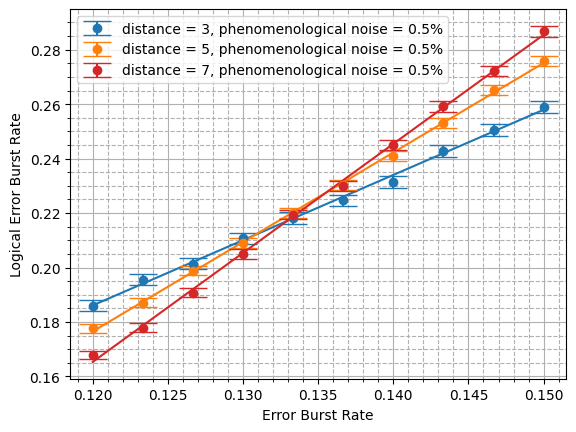 distance = 3, phenomenological noise = 0.5%
distance = 5, phenomenological noise = 0.5%
distance = 7, phenomenological noise = 0.5%
Logical Error Burst Rate
0.28
0.26
0.24
0.22
0.20
0.18
0.16
0.120 0.125 0.130 0.135 0.140 0.145 0.150
Error Burst Rate